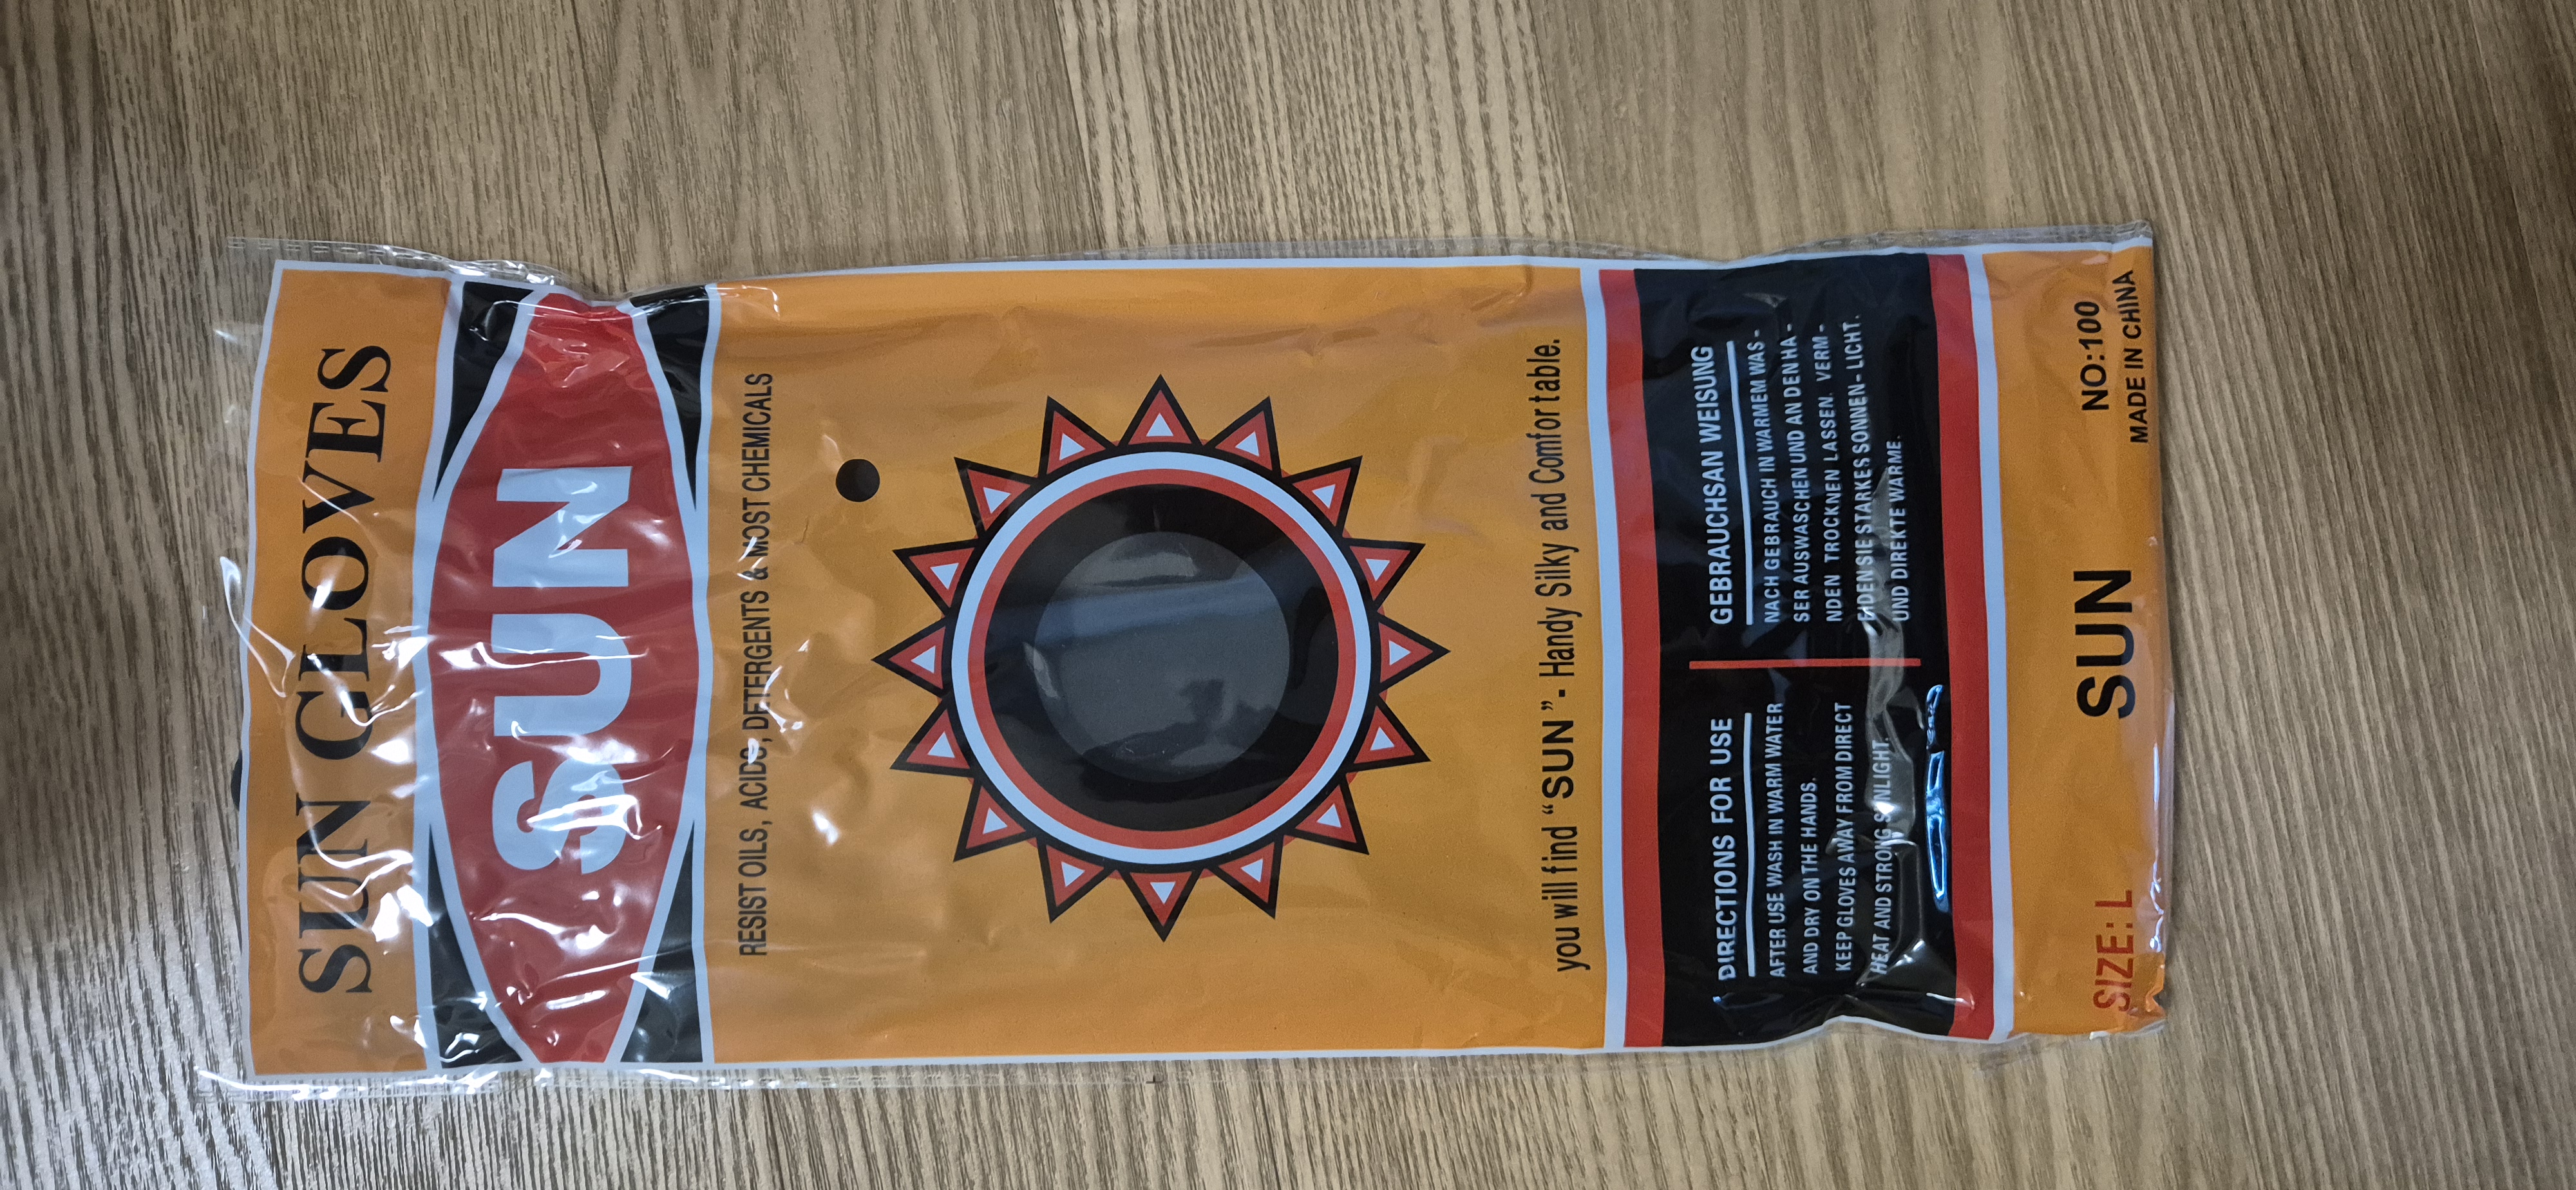 SUN GLOVES
SUN
RESIST OILS, ACIDS, DETERGENTS & MOST CHEMICALS
you will find “SUN” - Handy Silky and Comfortable.
DIRECTIONS FOR USE
AFTER USE WASH IN WARM WATER
AND DRY ON THE HANDS.
KEEP GLOVES AWAY FROM DIRECT
HEAT AND STRONG SUNLIGHT.
GEBRAUCHSAN WEISUNG
NACH GEBRAUCH IN WARMEM WAS-
SER AUSWASCHEN UND AN DEN HA-
NDEN TROCKNEN LASSEN. VERM-
EIDEN SIE STARKES SONNEN-LICHT.
UND DIREKTE WARME.
SIZE: L
SUN
NO:100
MADE IN CHINA